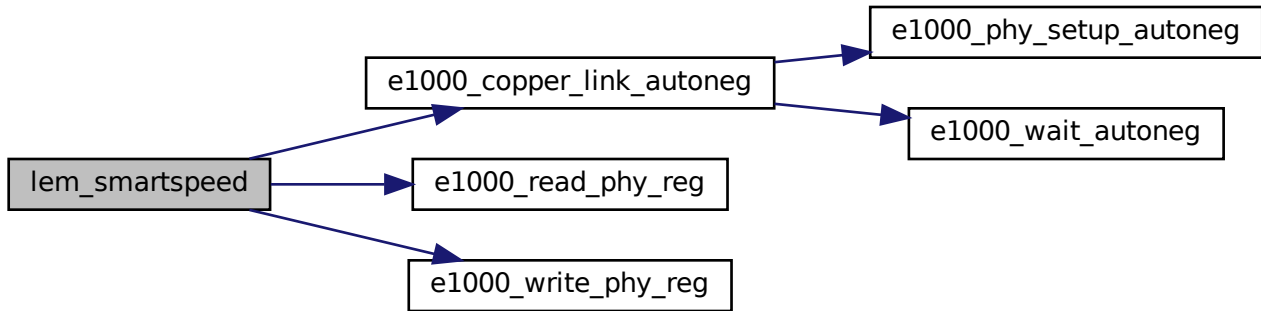 e1000_phy_setup_autoneg
e1000_copper_link_autoneg
e1000_wait_autoneg
lem_smartspeed
e1000_read_phy_reg
e1000_write_phy_reg